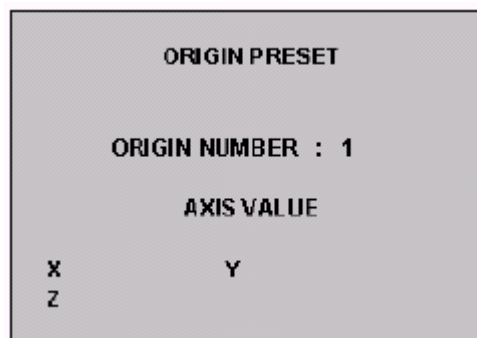 ORIGIN PRESET
ORIGIN NUMBER : 1
AXIS VALUE
X Y
Z